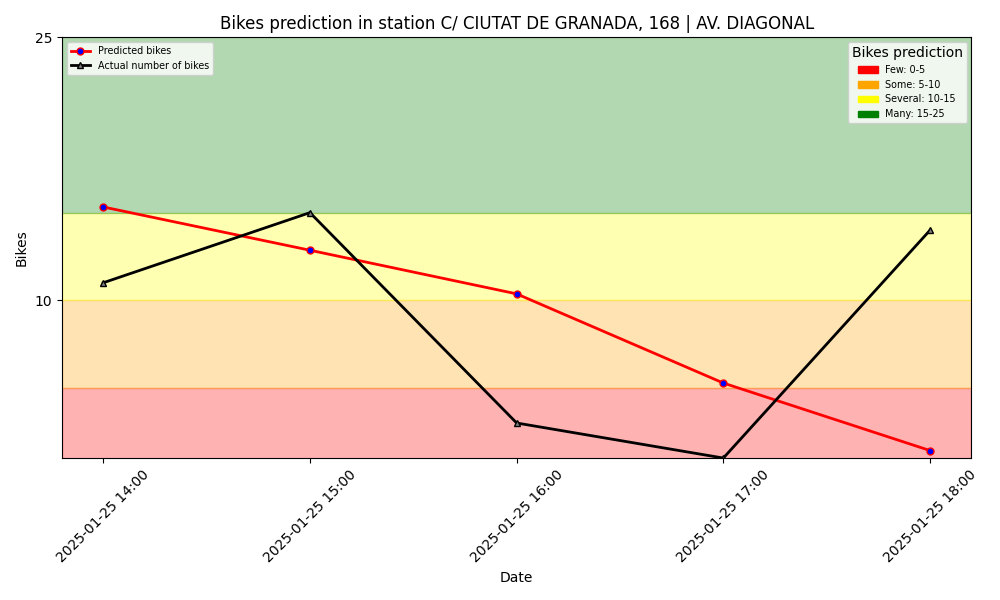 Bikes prediction in station C/ CIUTAT DE GRANADA, 168 | AV. DIAGONAL
25
10
Bikes
Predicted bikes
Actual number of bikes
Bikes prediction
Few: 0-5
Some: 5-10
Several: 10-15
Many: 15-25
2025-01-25 14:00
2025-01-25 15:00
2025-01-25 16:00
2025-01-25 17:00
2025-01-25 18:00
Date